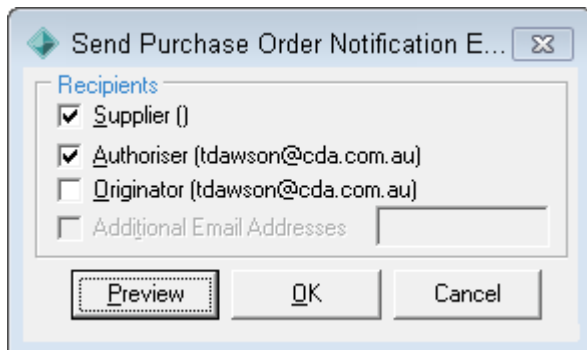 Send Purchase Order Notification E...
Recipients
Supplier ()
Authoriser (tdawson@cda.com.au)
Originator (tdawson@cda.com.au)
Additional Email Addresses
Preview OK Cancel